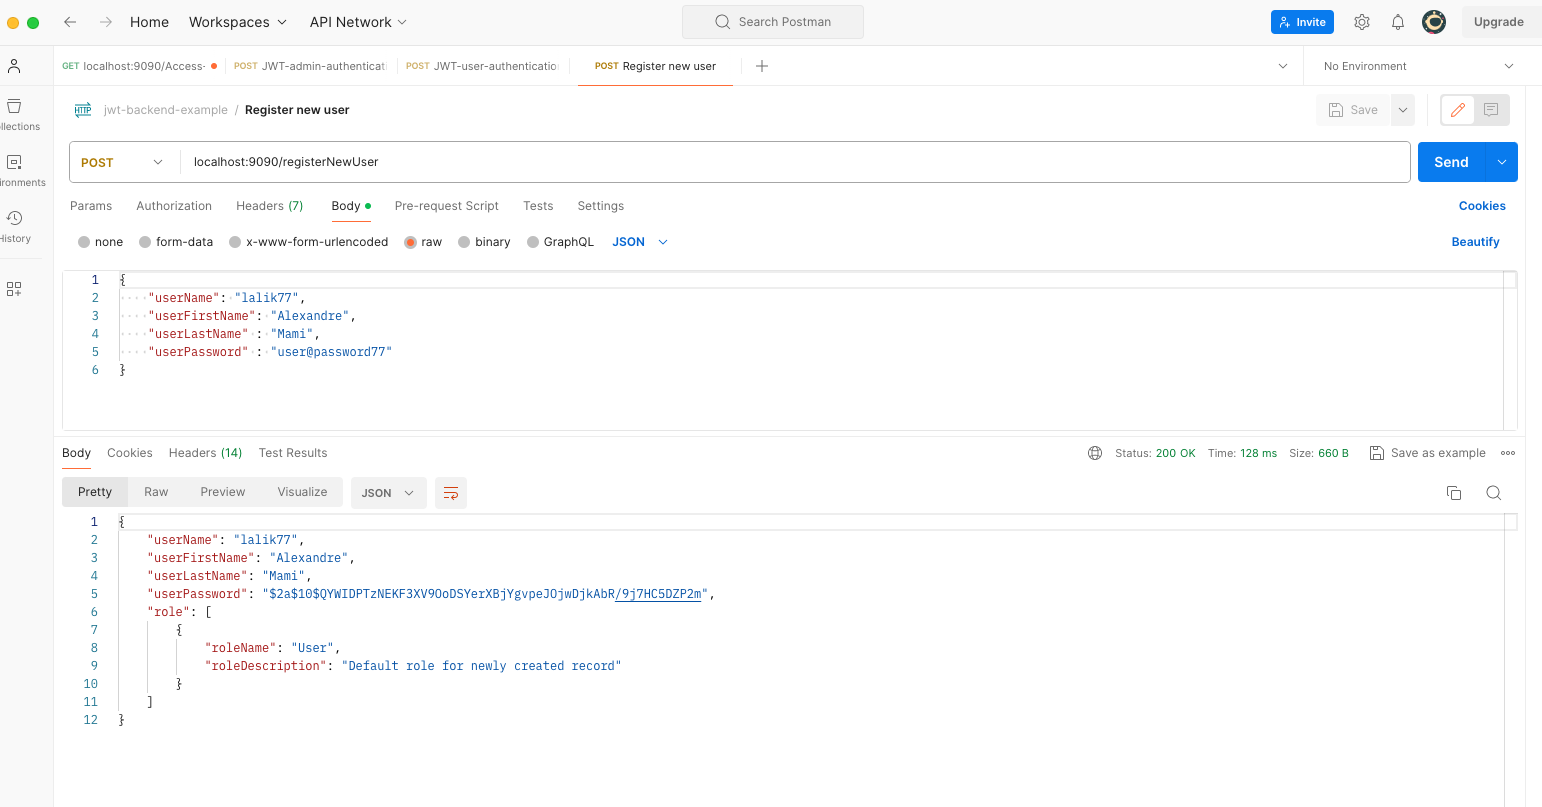 Home Workspaces API Network Search Postman Invite Upgrade
GET localhost:9090/Access- POST JWT-admin-authenticati POST JWT-user-authenticatio POST Register new user No Environment
jwt-backend-example / Register new user Save
HTTP
llections
ironments
History
POST localhost:9090/registerNewUser Send
Params Authorization Headers (7) Body Pre-request Script Tests Settings Cookies
none form-data x-www-form-urlencoded raw binary GraphQL JSON Beautify
1 {
2 "userName": "lalik77",
3 "userFirstName": "Alexandre",
4 "userLastName" : "Mami",
5 "userPassword" : "user@password77"
6 }
Body Cookies Headers (14) Test Results Status: 200 OK Time: 128 ms Size: 660 B Save as example
Pretty Raw Preview Visualize JSON
1 {
2 "userName": "lalik77",
3 "userFirstName": "Alexandre",
4 "userLastName": "Mami",
5 "userPassword": "$2a$10$QYWIDPTzNEKF3XV9OoDSYerXBjYgvpeJOjwDjkAbR/9j7HC5DZP2m",
6 "role": [
7 {
8 "roleName": "User",
9 "roleDescription": "Default role for newly created record"
10 }
11 ]
12 }